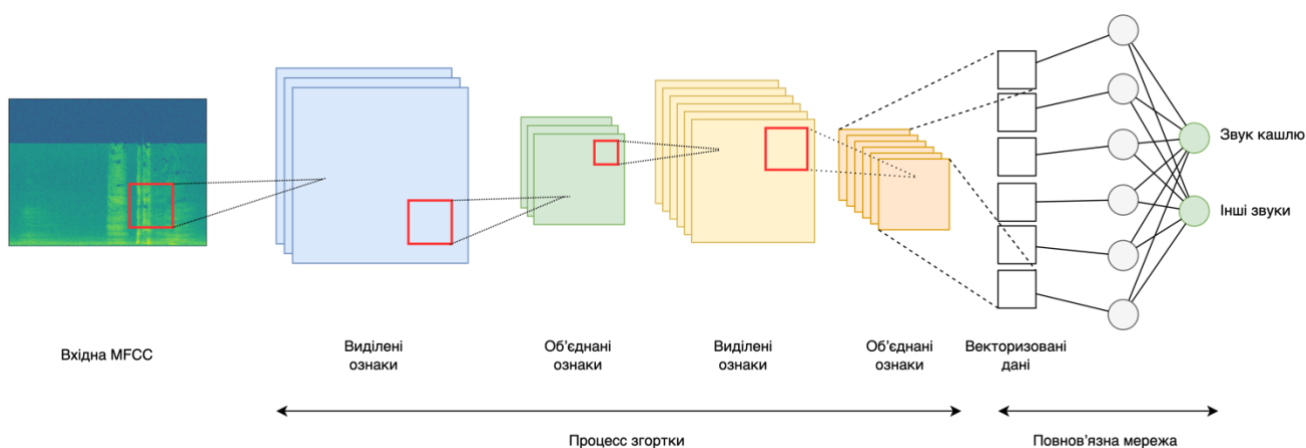 Звук кашлю
Інші звуки
Вхідна MFCC
Виділені
ознаки
Об'єднані
ознаки
Виділені
ознаки
Об'єднані
ознаки
Векторизовані
дані
Процесс згортки
Повнов'язна мережа